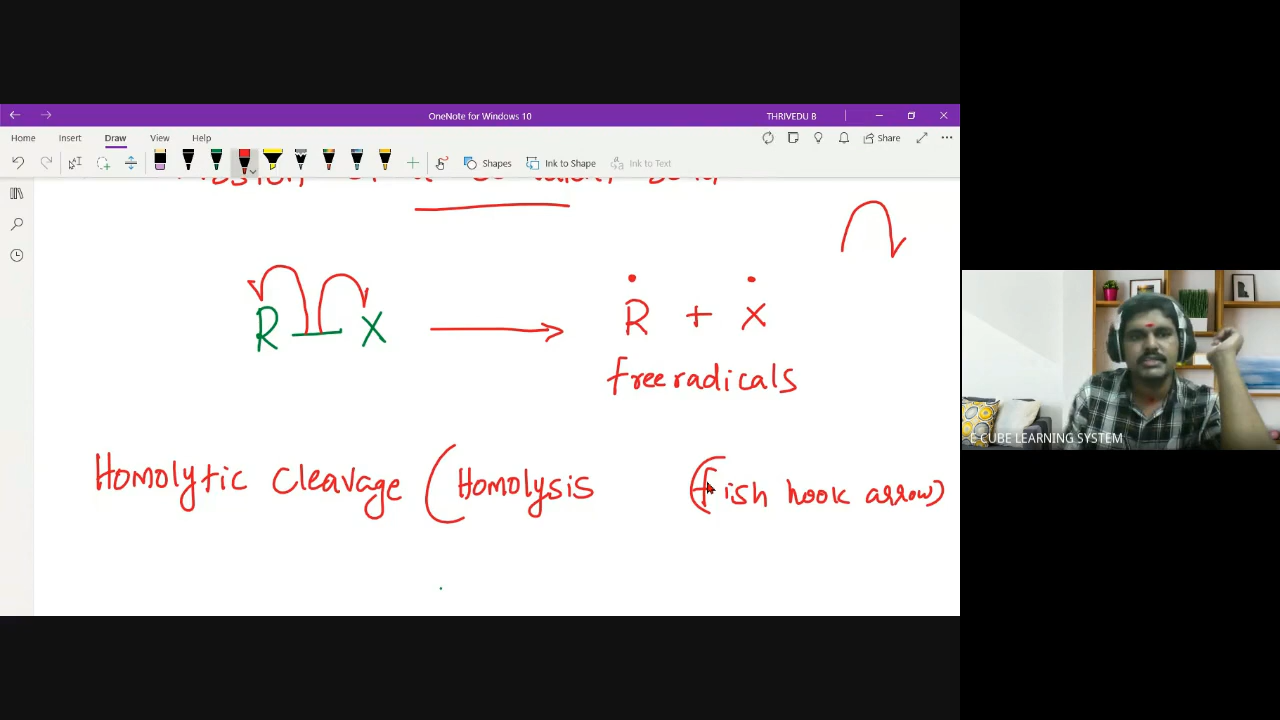 OneNote for Windows 10
THRIVEDU B
Home Insert Draw View Help
Share
Shapes Ink to Shape Ink to Text
R — X → R + X
free radicals
Homolytic Cleavage (Homolysis (fish hook arrow)
E CUBE LEARNING SYSTEM